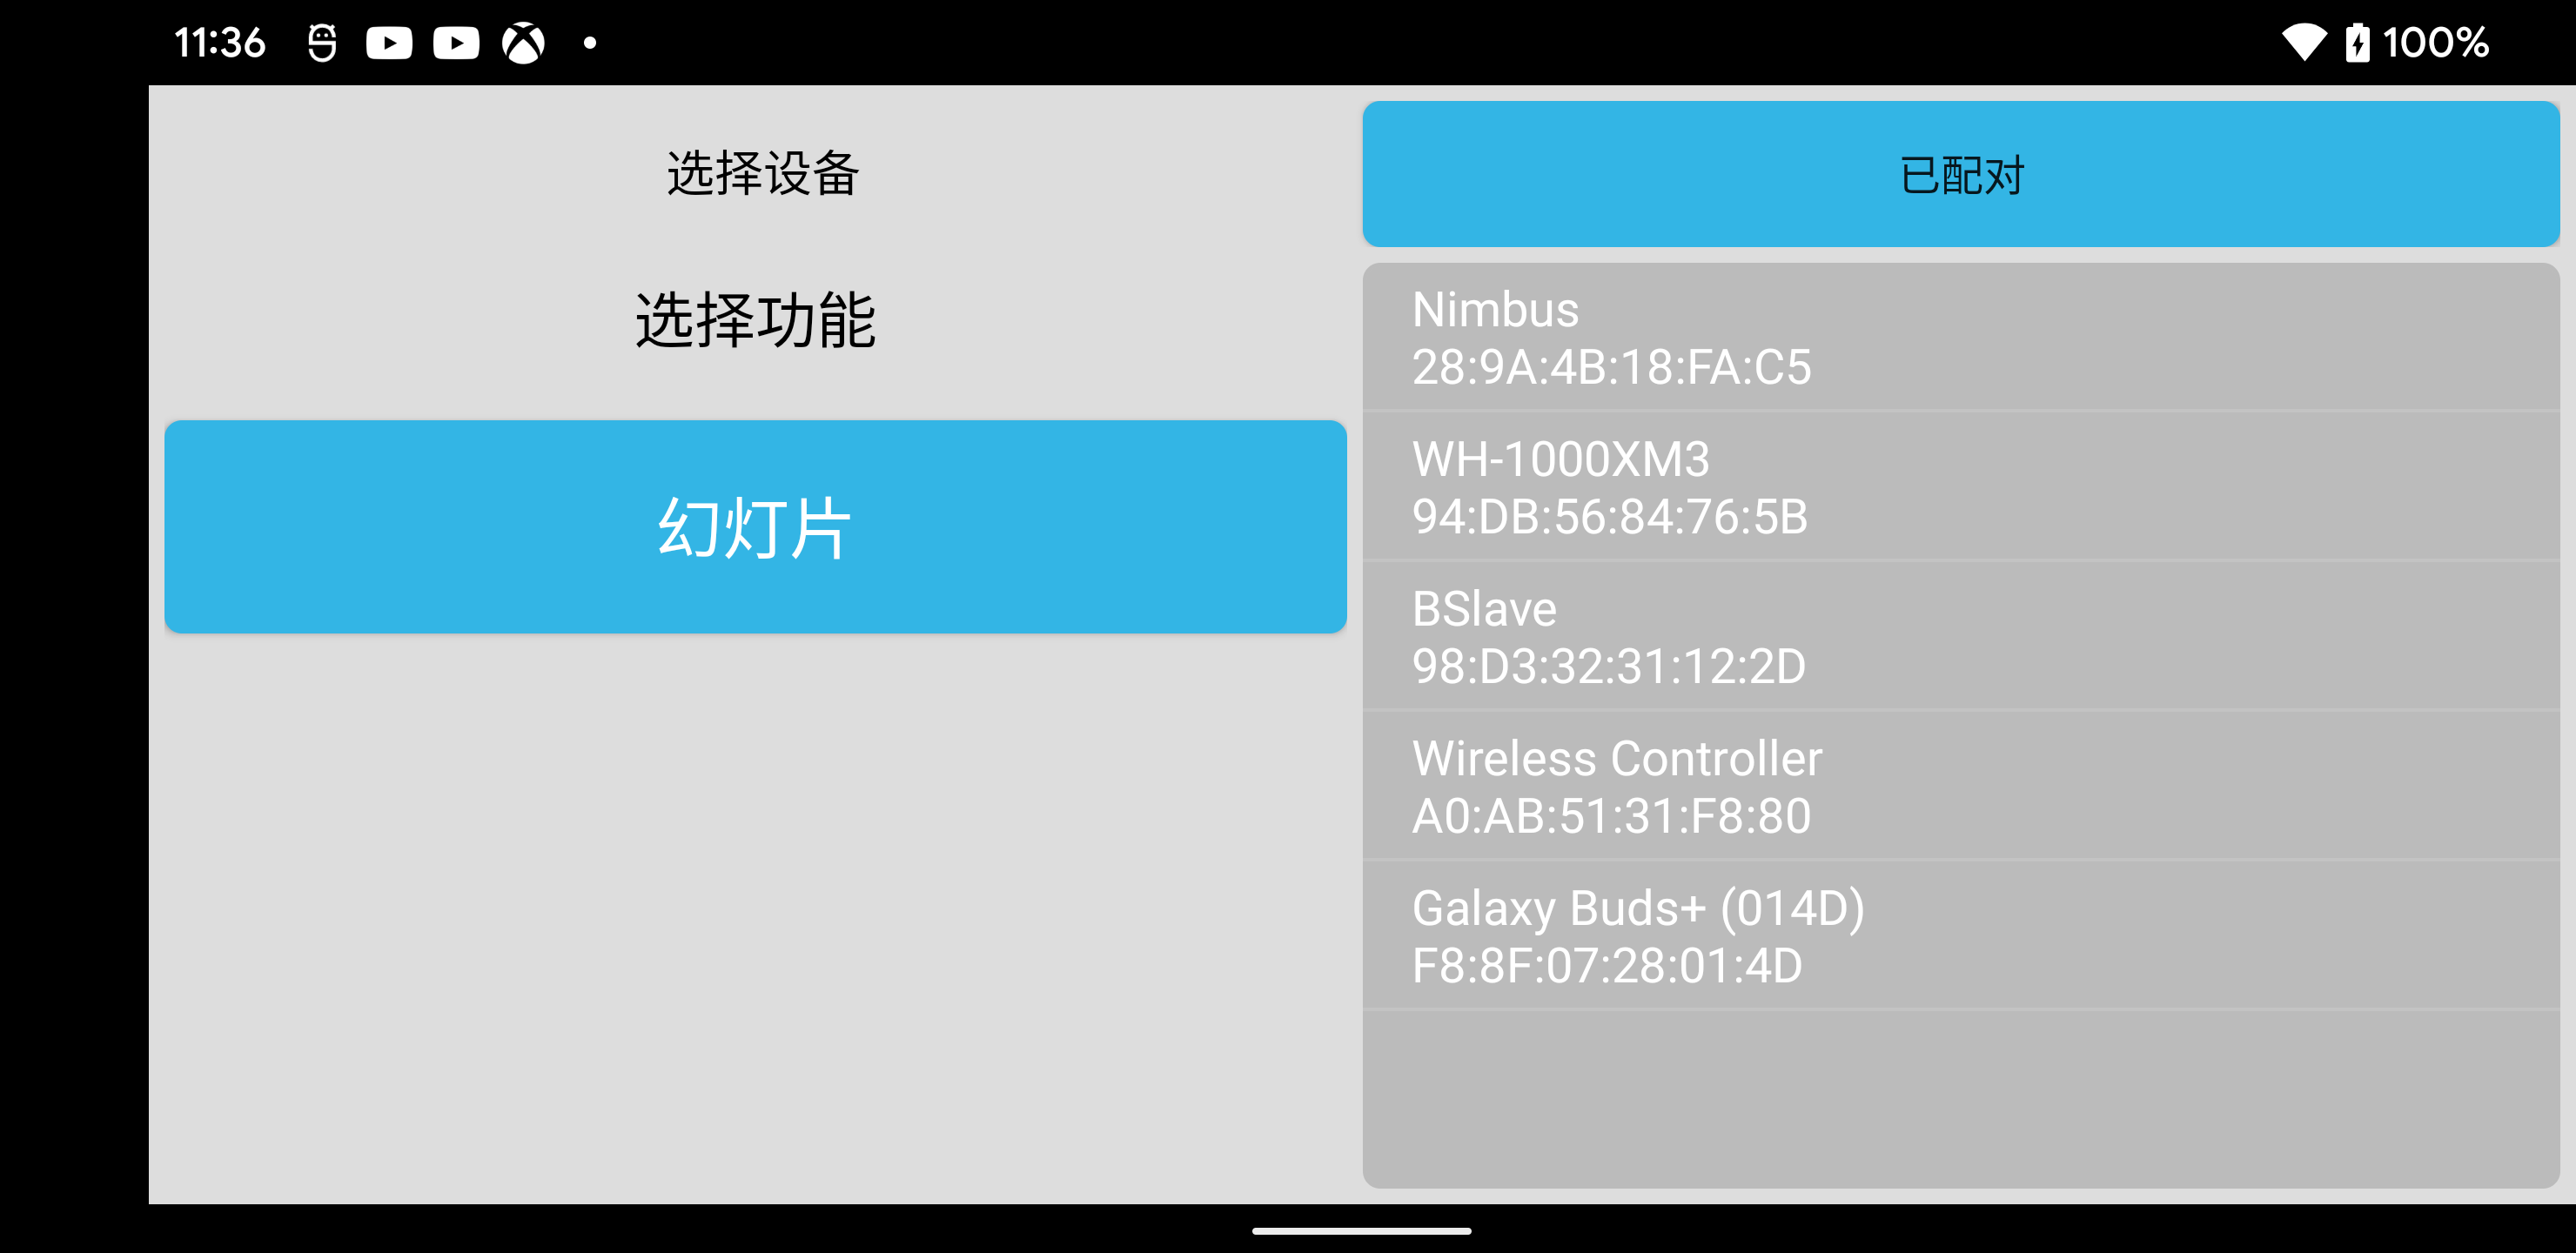 11:36
100%
选择设备
选择功能
幻灯片
已配对
Nimbus
28:9A:4B:18:FA:C5
WH-1000XM3
94:DB:56:84:76:5B
BSlave
98:D3:32:31:12:2D
Wireless Controller
A0:AB:51:31:F8:80
Galaxy Buds+ (014D)
F8:8F:07:28:01:4D